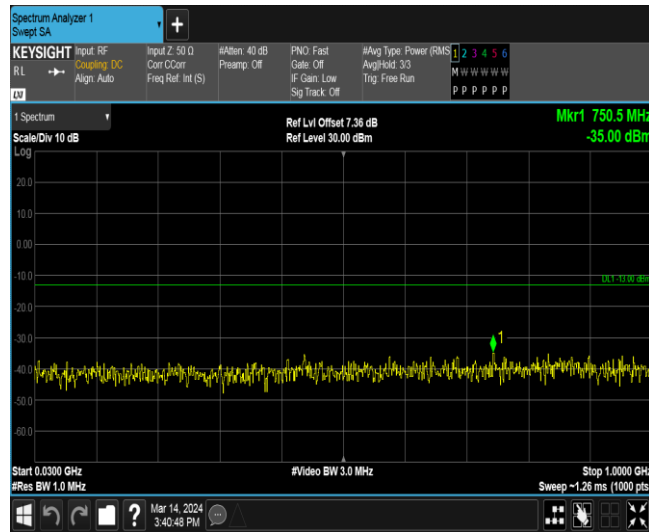 Spectrum Analyzer 1
Swept SA
+
KEYSIGHT
RL
LXI
Input: RF
Coupling: DC
Align: Auto
Input Z: 50 Ω
Corr CCorr
Freq Ref: Int (S)
#Atten: 40 dB
Preamp: Off
PNO: Fast
Gate: Off
IF Gain: Low
Sig Track: Off
#Avg Type: Power (RMS
Avg|Hold: 3/3
Trig: Free Run
1 2 3 4 5 6
M W W W W W
P P P P P P
1 Spectrum
Scale/Div 10 dB
Log
Ref Lvl Offset 7.36 dB
Ref Level 30.00 dBm
Mkr1 750.5 MHz
-35.00 dBm
20.0
10.0
0.00
-10.0
DL1 -13.00 dBm
-20.0
-30.0
1
-40.0
-50.0
-60.0
Start 0.0300 GHz
#Res BW 1.0 MHz
#Video BW 3.0 MHz
Stop 1.0000 GHz
Sweep ~1.26 ms (1000 pts
?
Mar 14, 2024
3:40:48 PM